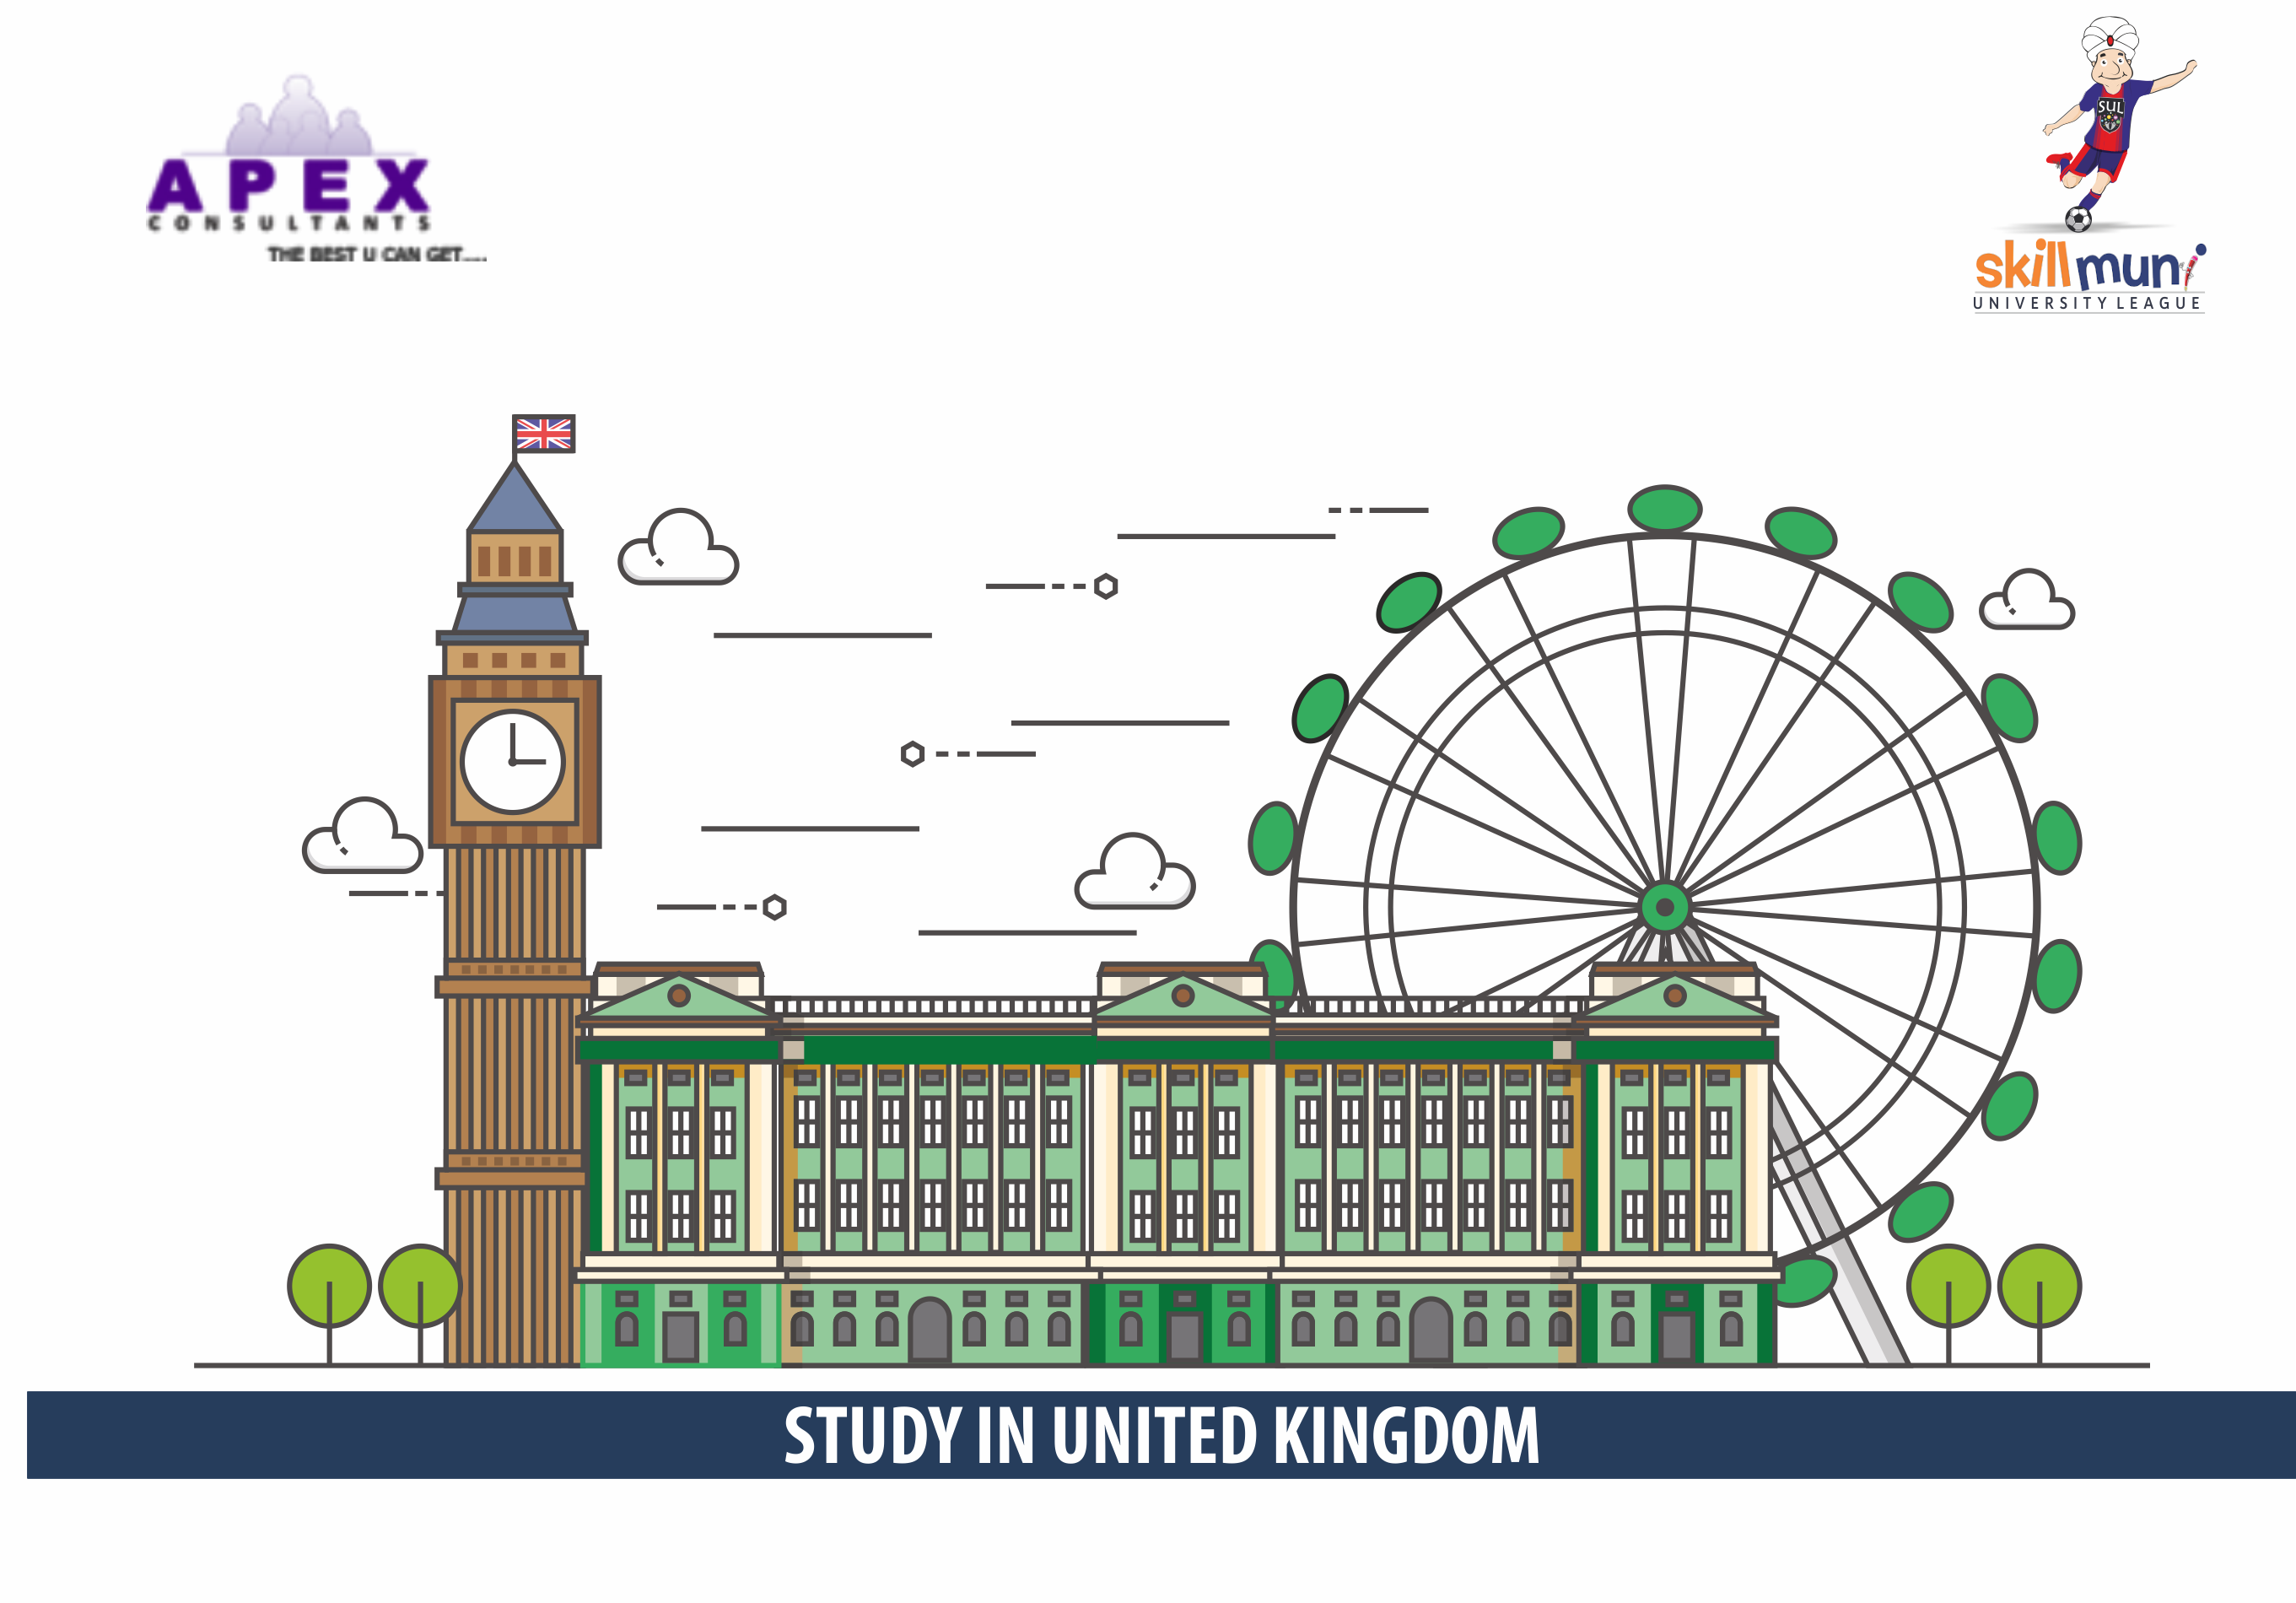 APEX
CONSULTANTS
THE BEST U CAN GET.....
SUL
skillmuni
UNIVERSITY LEAGUE
STUDY IN UNITED KINGDOM